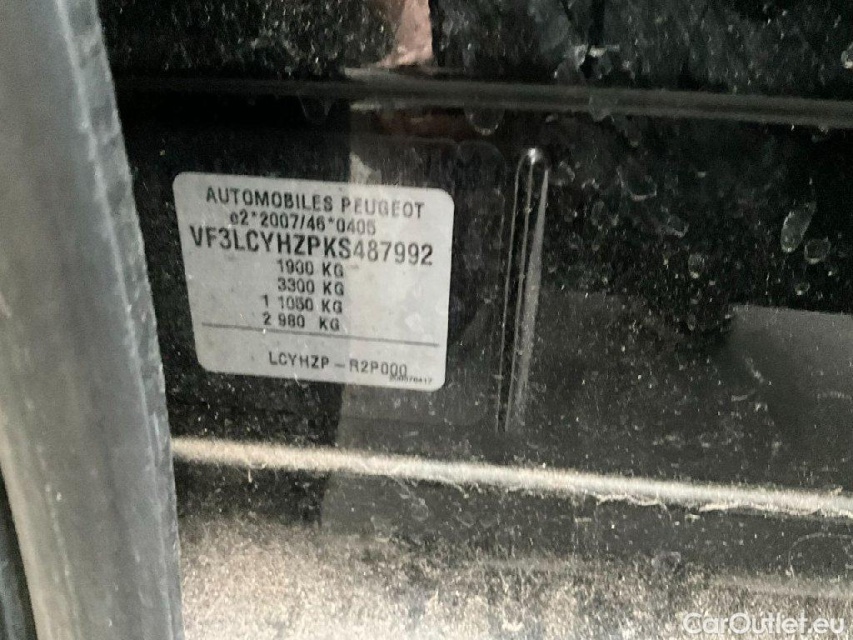 AUTOMOBILES PEUGEOT
e2*2007/46*0405
VF3LCYHZPKS487992
1900 KG
3300 KG
1 1050 KG
2 980 KG
LCYHZP - R2P000
CarOutlet.eu